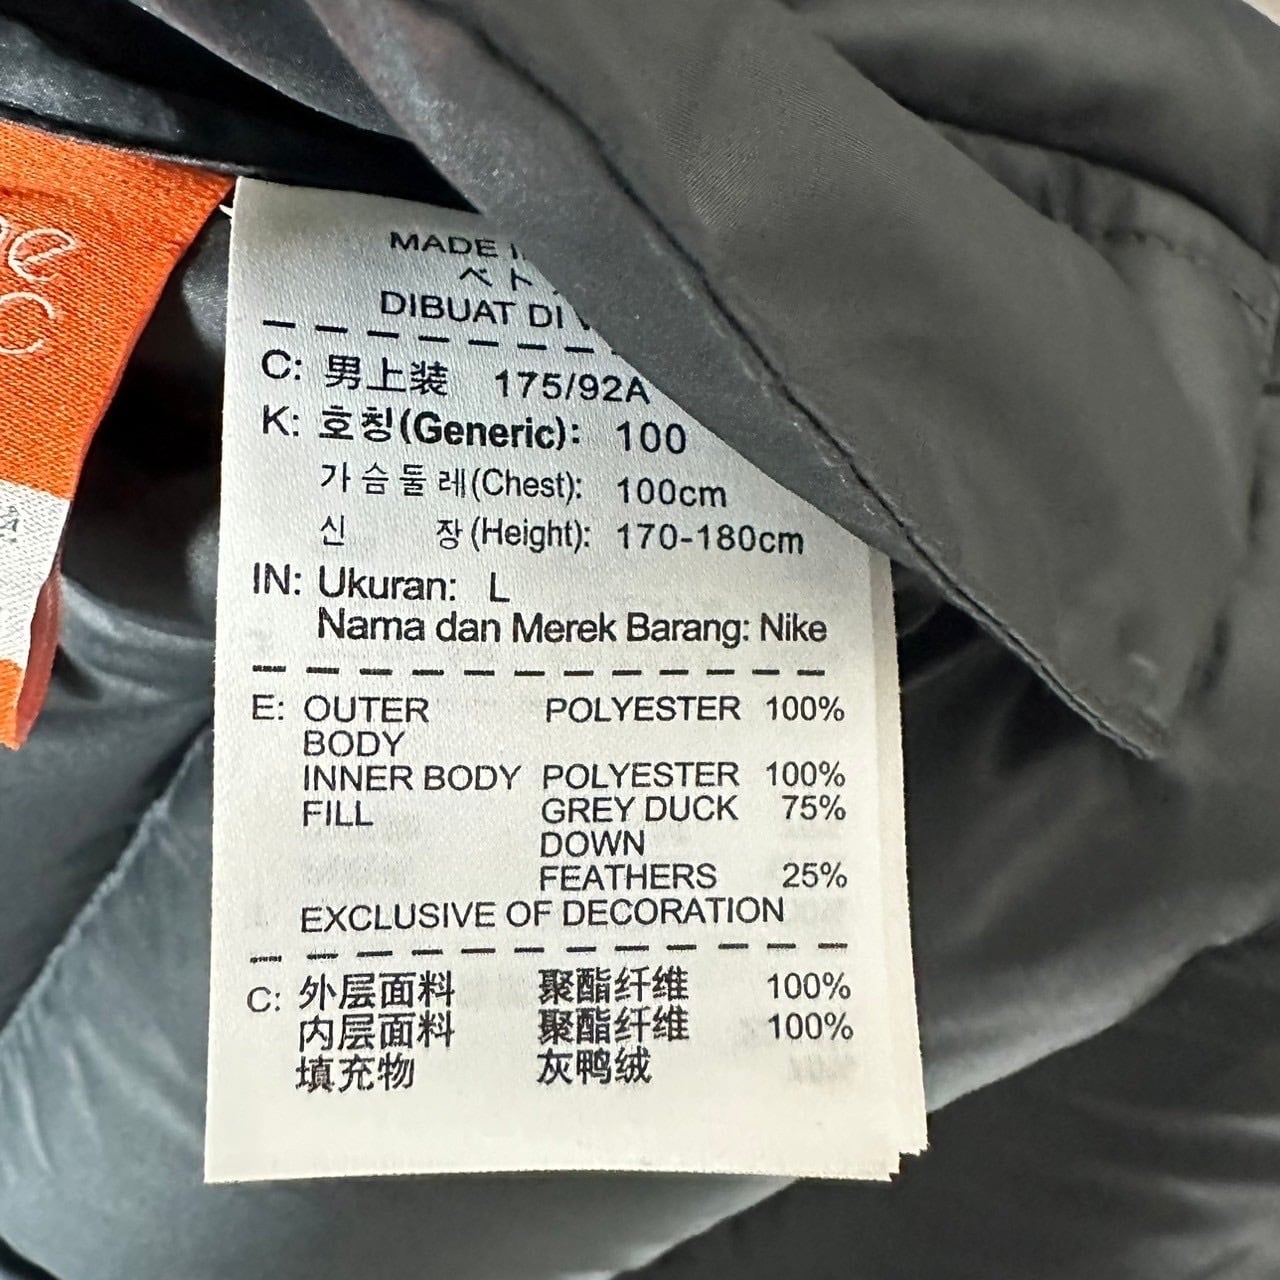 MADE
ベト
DIBUAT DI
C: 男上装 175/92A
K: 호칭(Generic): 100
가슴둘레(Chest): 100cm
신 장(Height): 170-180cm
IN: Ukuran: L
Nama dan Merek Barang: Nike
E: OUTER POLYESTER 100%
BODY
INNER BODY POLYESTER 100%
FILL GREY DUCK 75%
DOWN
FEATHERS 25%
EXCLUSIVE OF DECORATION
C: 外层面料 聚酯纤维 100%
内层面料 聚酯纤维 100%
填充物 灰鸭绒